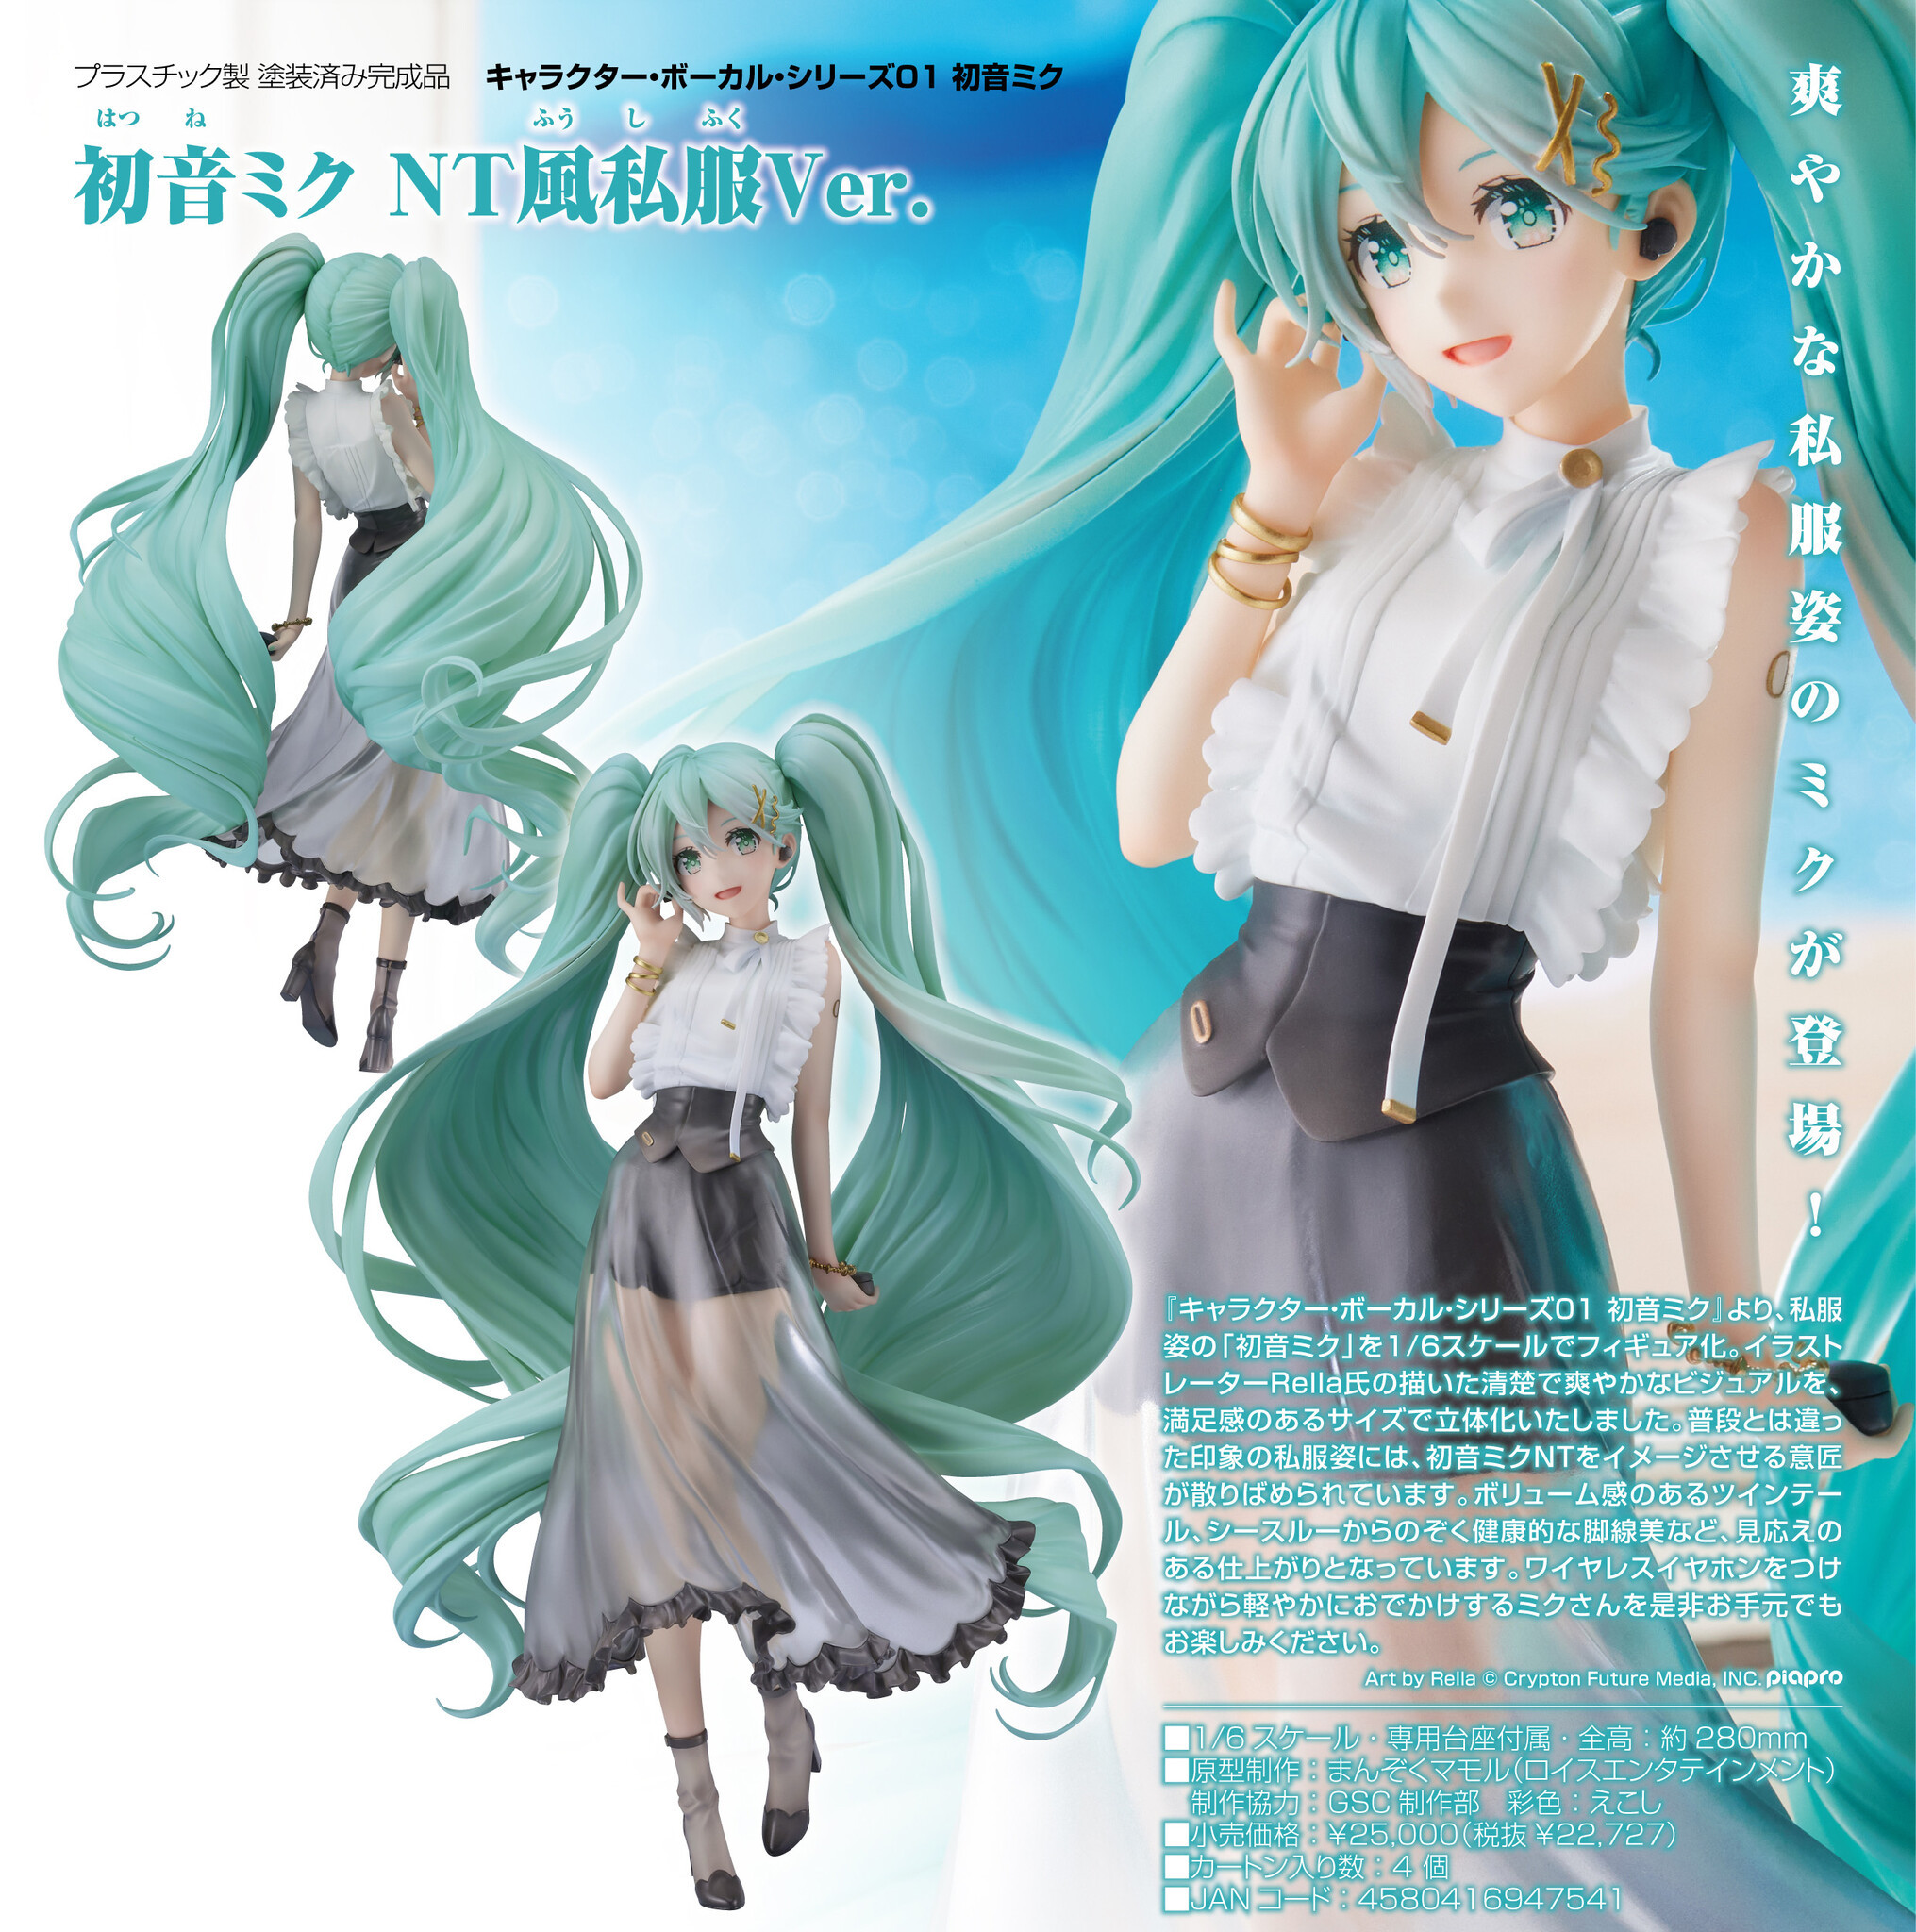 プラスチック製 塗装済み完成品 キャラクター・ボーカル・シリーズ01 初音ミク
はつ ね ふう し ふく
初音ミク NT風私服Ver.
爽やかな私服姿のミクが登場！
『キャラクター・ボーカル・シリーズ01 初音ミク』より、私服
姿の「初音ミク」を1/6スケールでフィギュア化。イラスト
レーターRella氏の描いた清楚で爽やかなビジュアルを、
満足感のあるサイズで立体化いたしました。普段とは違っ
た印象の私服姿には、初音ミクNTをイメージさせる意匠
が散りばめられています。ボリューム感のあるツインテー
ル、シースルーからのぞく健康的な脚線美など、見応えの
ある仕上がりとなっています。ワイヤレスイヤホンをつけ
ながら軽やかにおでかけするミクさんを是非お手元でも
お楽しみください。
Art by Rella © Crypton Future Media, INC. piapro
■1/6 スケール・専用台座付属・全高：約 280mm
■原型制作：まんぞくマモル（ロイスエンタテインメント）
制作協力：GSC 制作部 彩色：えこし
■小売価格：¥25,000（税抜 ¥22,727）
■カートン入り数：4 個
■JAN コード：4580416947541